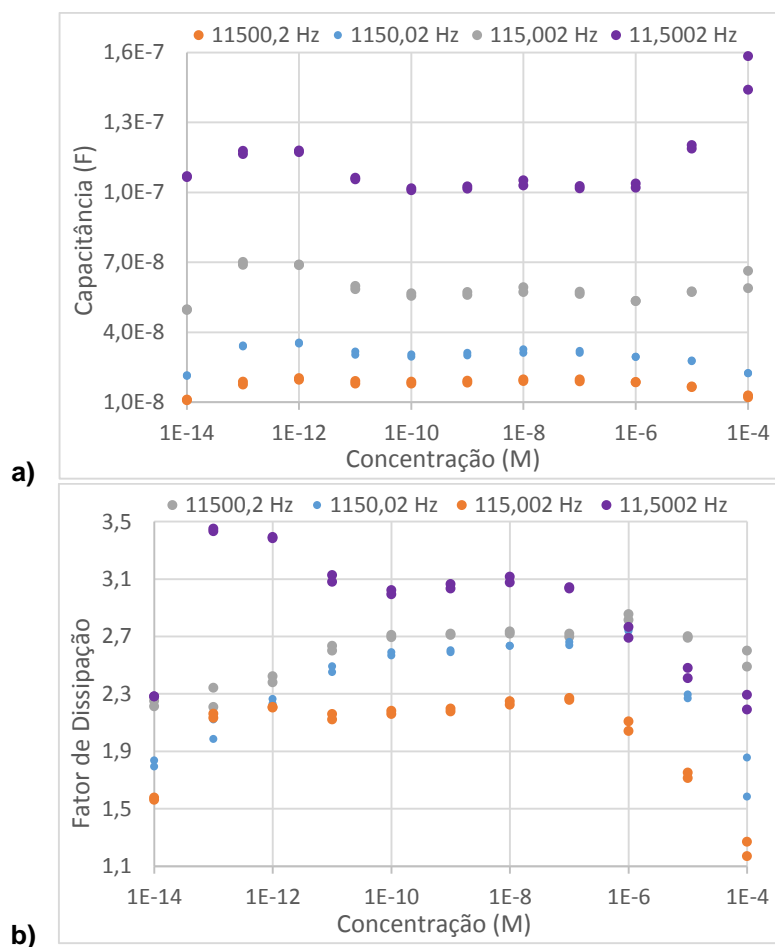 11500,2 Hz 1150,02 Hz 115,002 Hz 11,5002 Hz
1,6E-7
1,3E-7
1,0E-7
7,0E-8
4,0E-8
1,0E-8
Capacitância (F)
1E-14 1E-12 1E-10 1E-8 1E-6 1E-4
Concentração (M)
a)
11500,2 Hz 1150,02 Hz 115,002 Hz 11,5002 Hz
3,5
3,1
2,7
2,3
1,9
1,5
1,1
Fator de Dissipação
1E-14 1E-12 1E-10 1E-8 1E-6 1E-4
Concentração (M)
b)